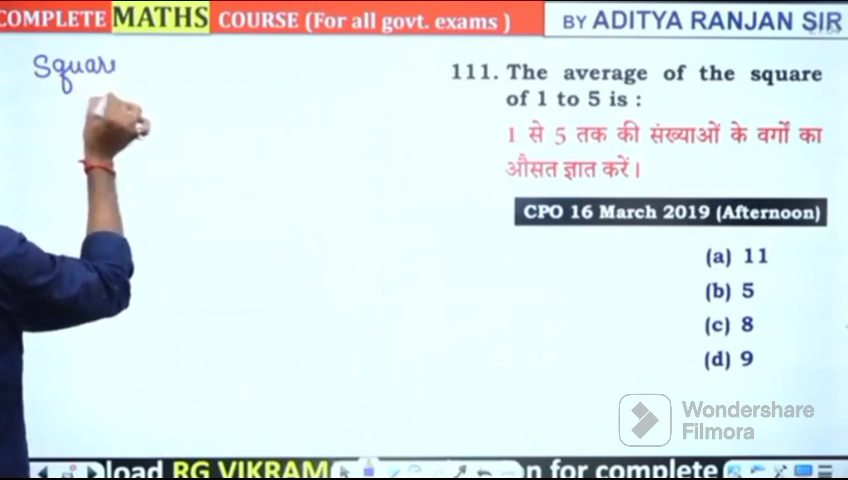 COMPLETE MATHS COURSE (For all govt. exams )
BY ADITYA RANJAN SIR
Squar
111. The average of the square
of 1 to 5 is :
1 से 5 तक की संख्याओं के वर्गों का
औसत ज्ञात करें।
CPO 16 March 2019 (Afternoon)
(a) 11
(b) 5
(c) 8
(d) 9
Wondershare
Filmora
load RG VIKRAM
n for complete